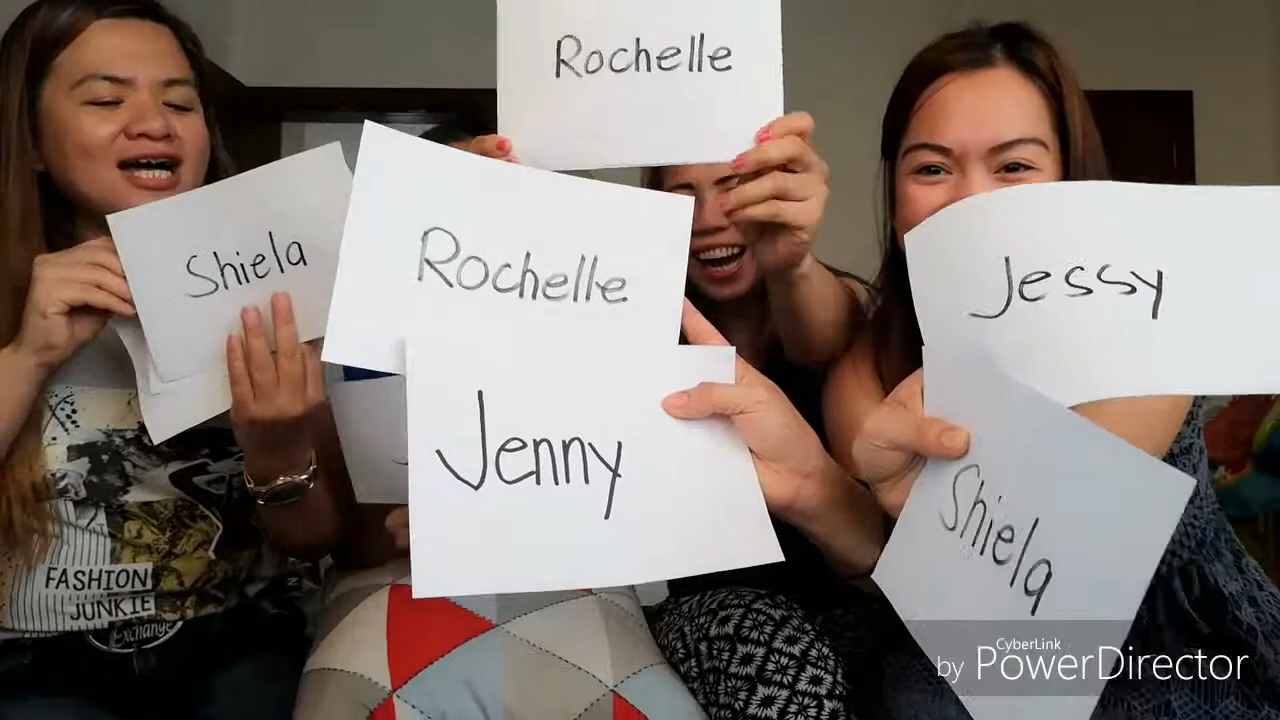 Rochelle
Shiela
Rochelle
Jessy
Jenny
Shiela
FASHION
JUNKIE
Exchange
CyberLink
by PowerDirector